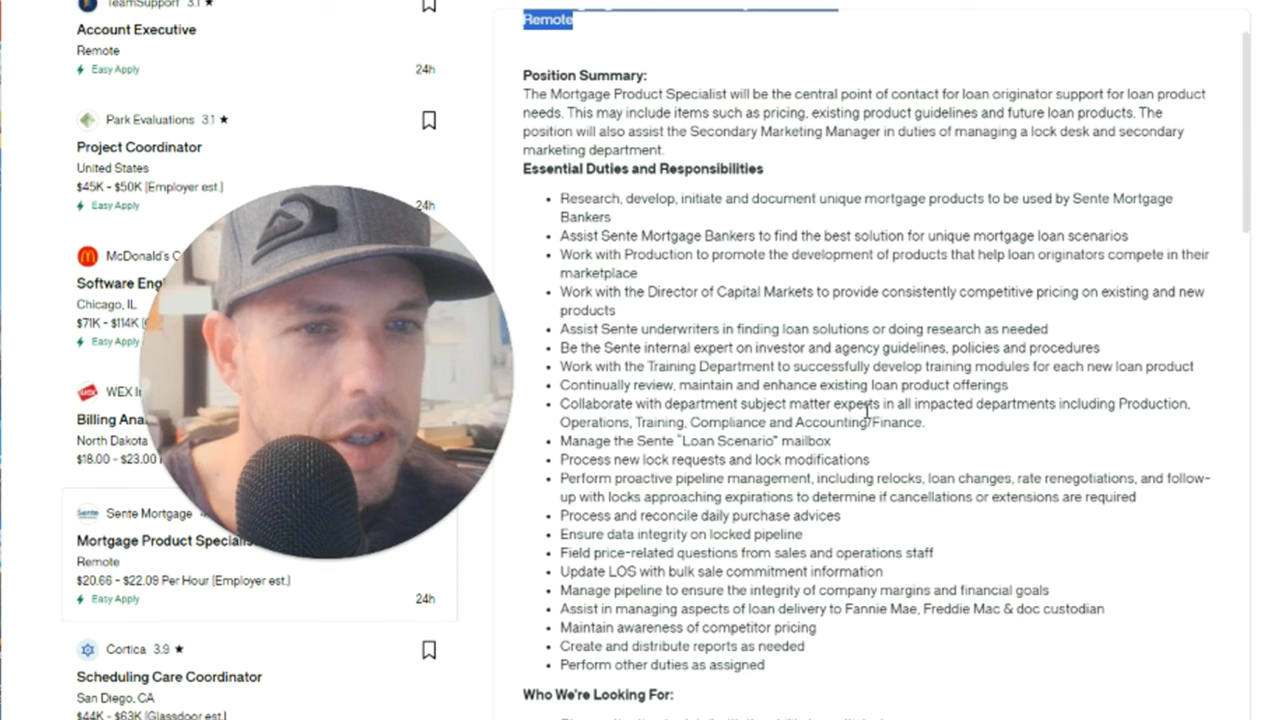 TeamSupport 3.1 ★
Account Executive
Remote
Easy Apply
24h
Park Evaluations 3.1 ★
Project Coordinator
United States
$45K - $50K (Employer est.)
Easy Apply
24h
McDonald's C
Software Eng
Chicago, IL
$71K - $114K (
Easy Apply
WEX In
Billing Ana
North Dakota
$18.00 - $23.00
Sente Mortgage
Mortgage Product Specialis
Remote
$20.66 - $22.09 Per Hour (Employer est.)
Easy Apply
24h
Cortica 3.9 ★
Scheduling Care Coordinator
San Diego, CA
$44K - $63K (Glassdoor est.)
Remote
Position Summary:
The Mortgage Product Specialist will be the central point of contact for loan originator support for loan product
needs. This may include items such as pricing, existing product guidelines and future loan products. The
position will also assist the Secondary Marketing Manager in duties of managing a lock desk and secondary
marketing department.
Essential Duties and Responsibilities
• Research, develop, initiate and document unique mortgage products to be used by Sente Mortgage
Bankers
• Assist Sente Mortgage Bankers to find the best solution for unique mortgage loan scenarios
• Work with Production to promote the development of products that help loan originators compete in their
marketplace
• Work with the Director of Capital Markets to provide consistently competitive pricing on existing and new
products
• Assist Sente underwriters in finding loan solutions or doing research as needed
• Be the Sente internal expert on investor and agency guidelines, policies and procedures
• Work with the Training Department to successfully develop training modules for each new loan product
• Continually review, maintain and enhance existing loan product offerings
• Collaborate with department subject matter experts in all impacted departments including Production,
Operations, Training, Compliance and Accounting/Finance.
• Manage the Sente "Loan Scenario" mailbox
• Process new lock requests and lock modifications
• Perform proactive pipeline management, including relocks, loan changes, rate renegotiations, and follow-
up with locks approaching expirations to determine if cancellations or extensions are required
• Process and reconcile daily purchase advices
• Ensure data integrity on locked pipeline
• Field price-related questions from sales and operations staff
• Update LOS with bulk sale commitment information
• Manage pipeline to ensure the integrity of company margins and financial goals
• Assist in managing aspects of loan delivery to Fannie Mae, Freddie Mac & doc custodian
• Maintain awareness of competitor pricing
• Create and distribute reports as needed
• Perform other duties as assigned
Who We're Looking For: